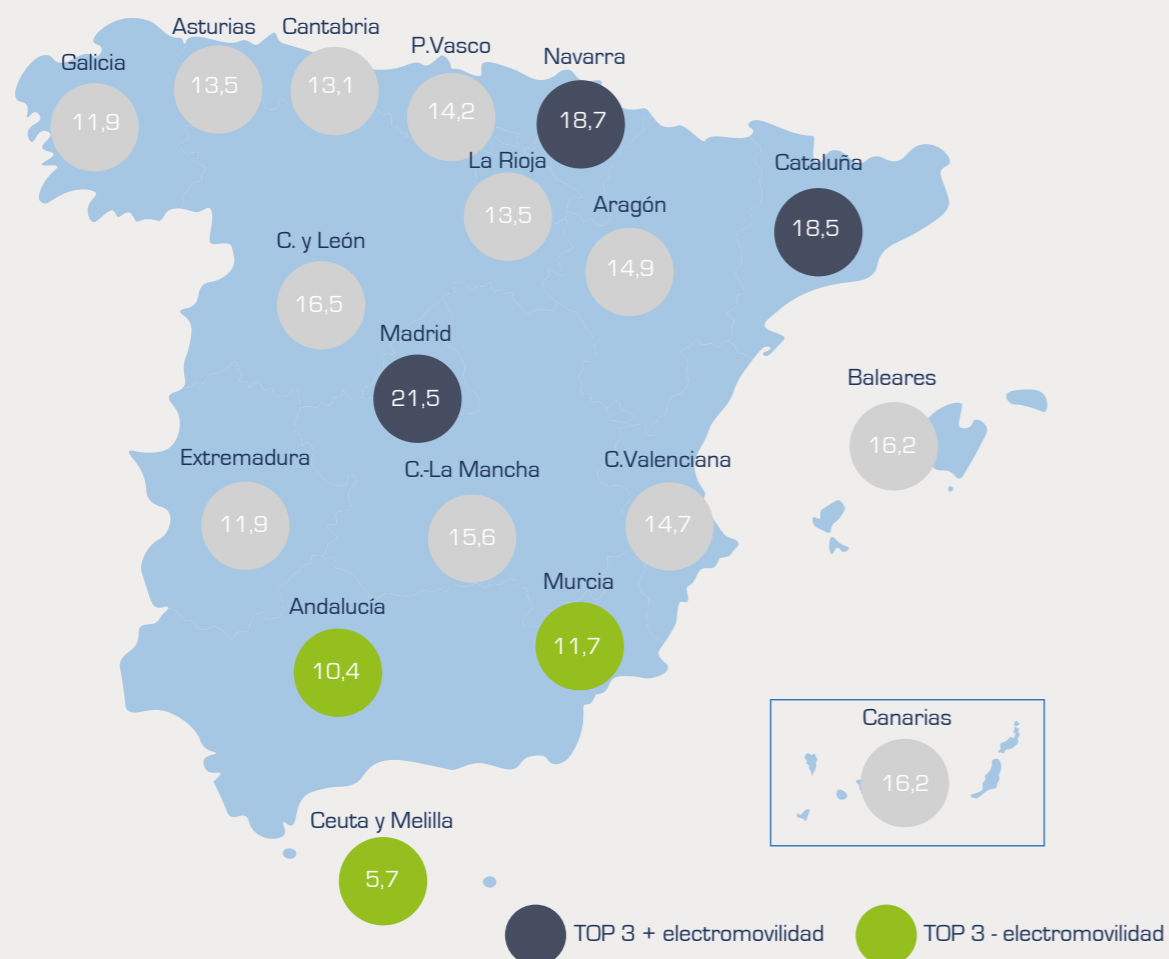 Asturias
13,5
Cantabria
13,1
P.Vasco
14,2
Navarra
18,7
Galicia
11,9
La Rioja
13,5
Cataluña
18,5
Aragón
14,9
C. y León
16,5
Madrid
21,5
Baleares
16,2
Extremadura
11,9
C.-La Mancha
15,6
C.Valenciana
14,7
Murcia
11,7
Andalucía
10,4
Canarias
16,2
Ceuta y Melilla
5,7
TOP 3 + electromovilidad
TOP 3 - electromovilidad